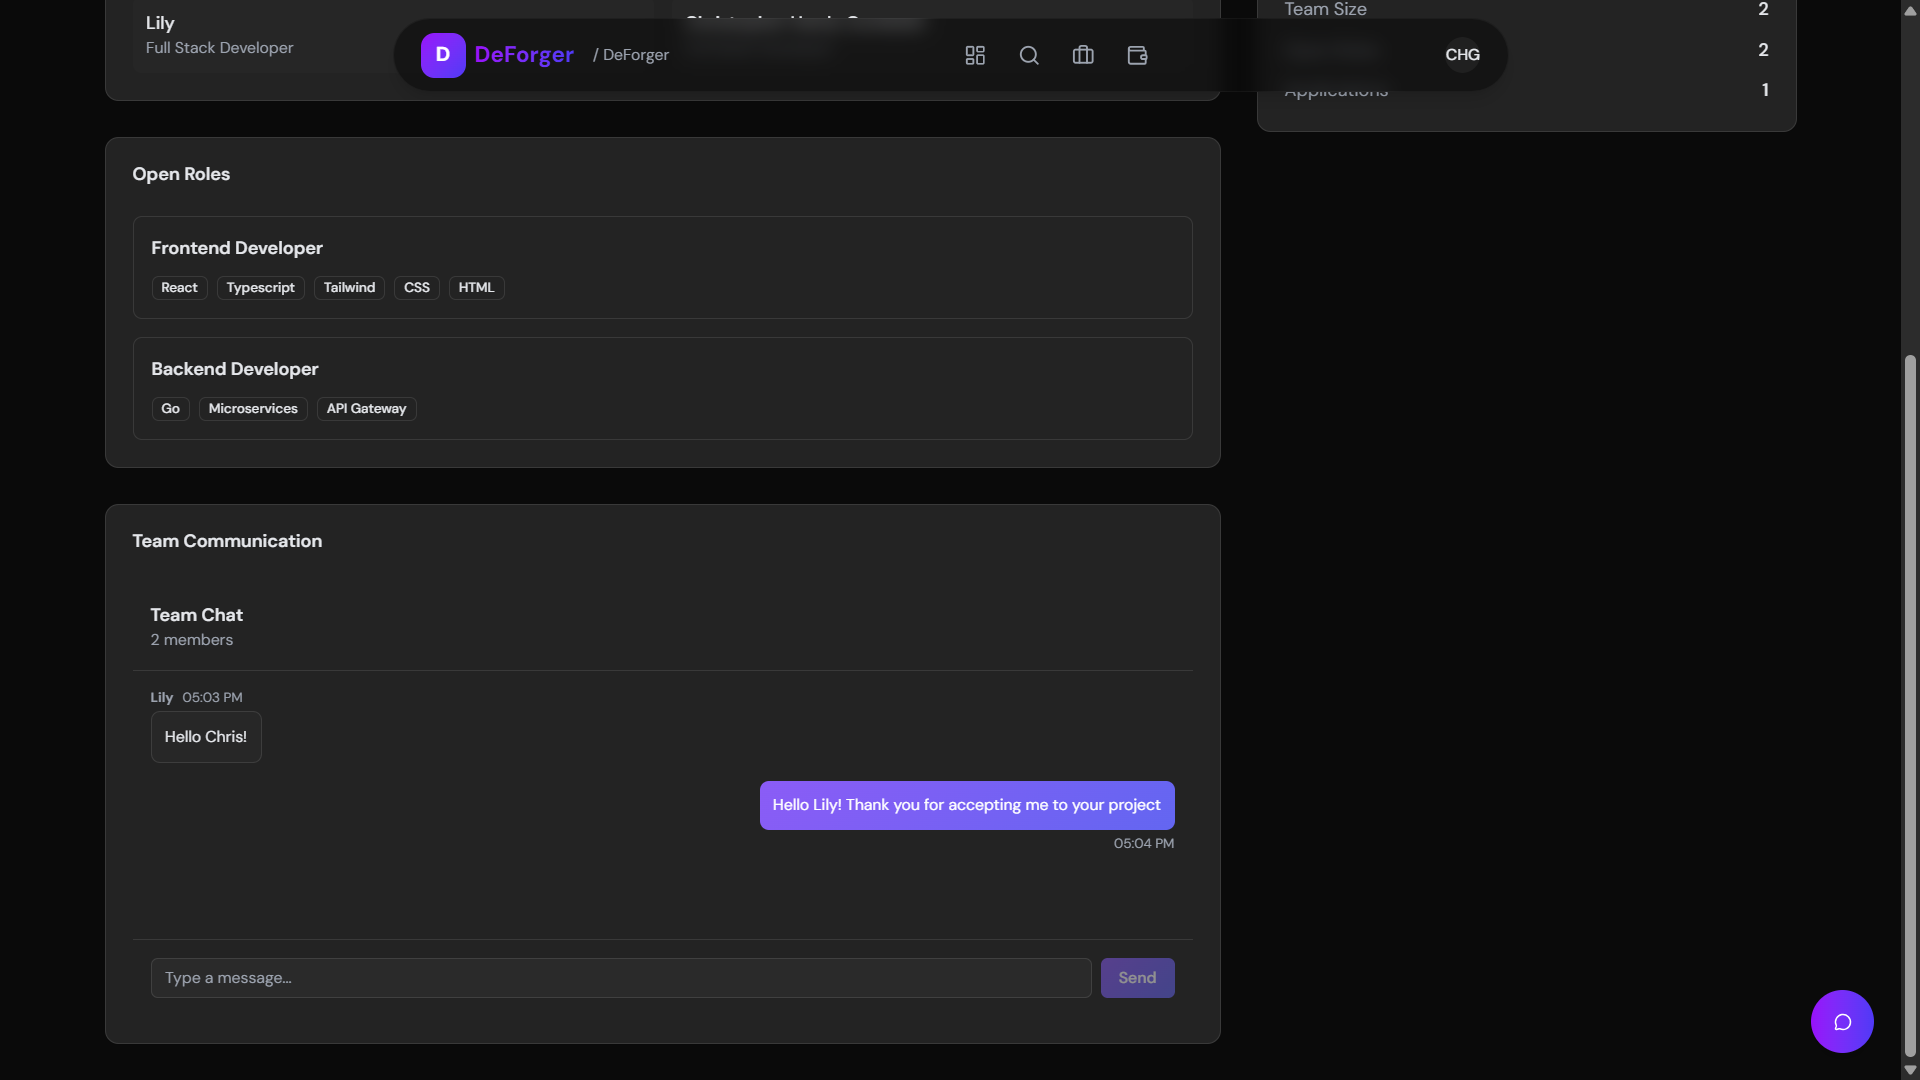 Lily
Full Stack Developer
D DeForger / DeForger
CHG
Team Size 2
2
Applications 1
Open Roles
Frontend Developer
React Typescript Tailwind CSS HTML
Backend Developer
Go Microservices API Gateway
Team Communication
Team Chat
2 members
Lily 05:03 PM
Hello Chris!
Hello Lily! Thank you for accepting me to your project
05:04 PM
Type a message...
Send